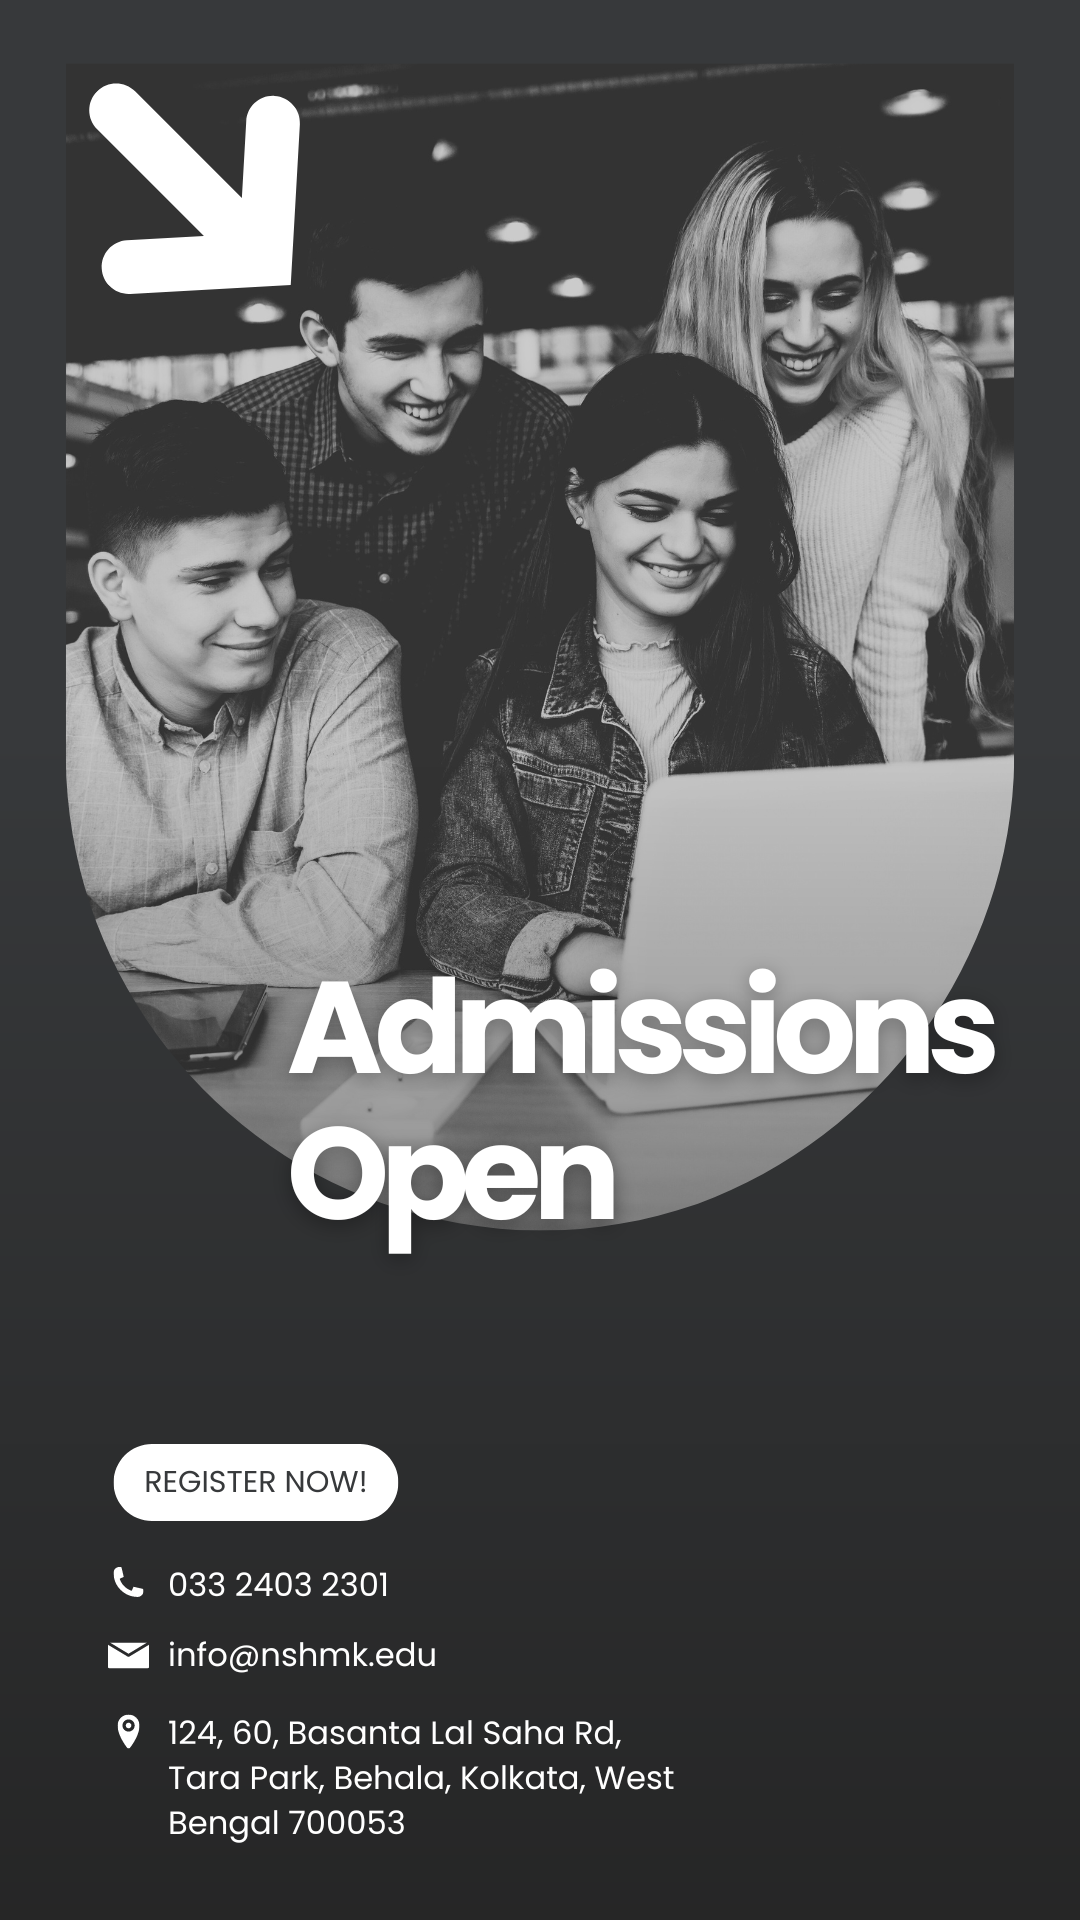 Admissions
Open
REGISTER NOW!
033 2403 2301
info@nshmk.edu
124, 60, Basanta Lal Saha Rd,
Tara Park, Behala, Kolkata, West
Bengal 700053